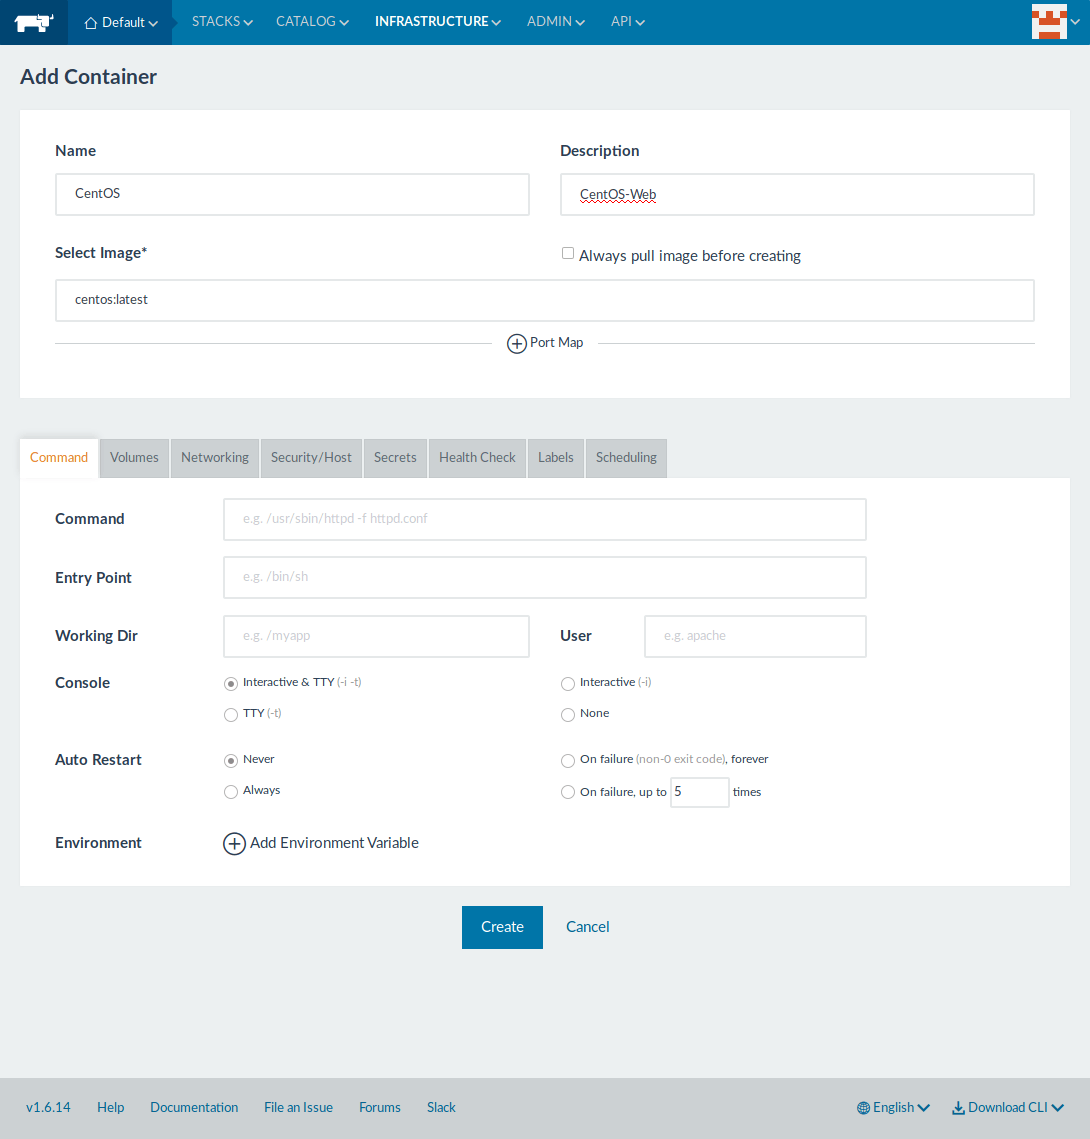 Default STACKS CATALOG INFRASTRUCTURE ADMIN API
Add Container
Name Description
CentOS CentOS-Web
Select Image* Always pull image before creating
centos:latest
Port Map
Command Volumes Networking Security/Host Secrets Health Check Labels Scheduling
Command e.g. /usr/sbin/httpd -f httpd.conf
Entry Point e.g. /bin/sh
Working Dir e.g. /myapp User e.g. apache
Console Interactive & TTY (-i -t) Interactive (-i)
TTY (-t) None
Auto Restart Never On failure (non-0 exit code), forever
Always On failure, up to 5 times
Environment Add Environment Variable
Create Cancel
v1.6.14 Help Documentation File an Issue Forums Slack English Download CLI